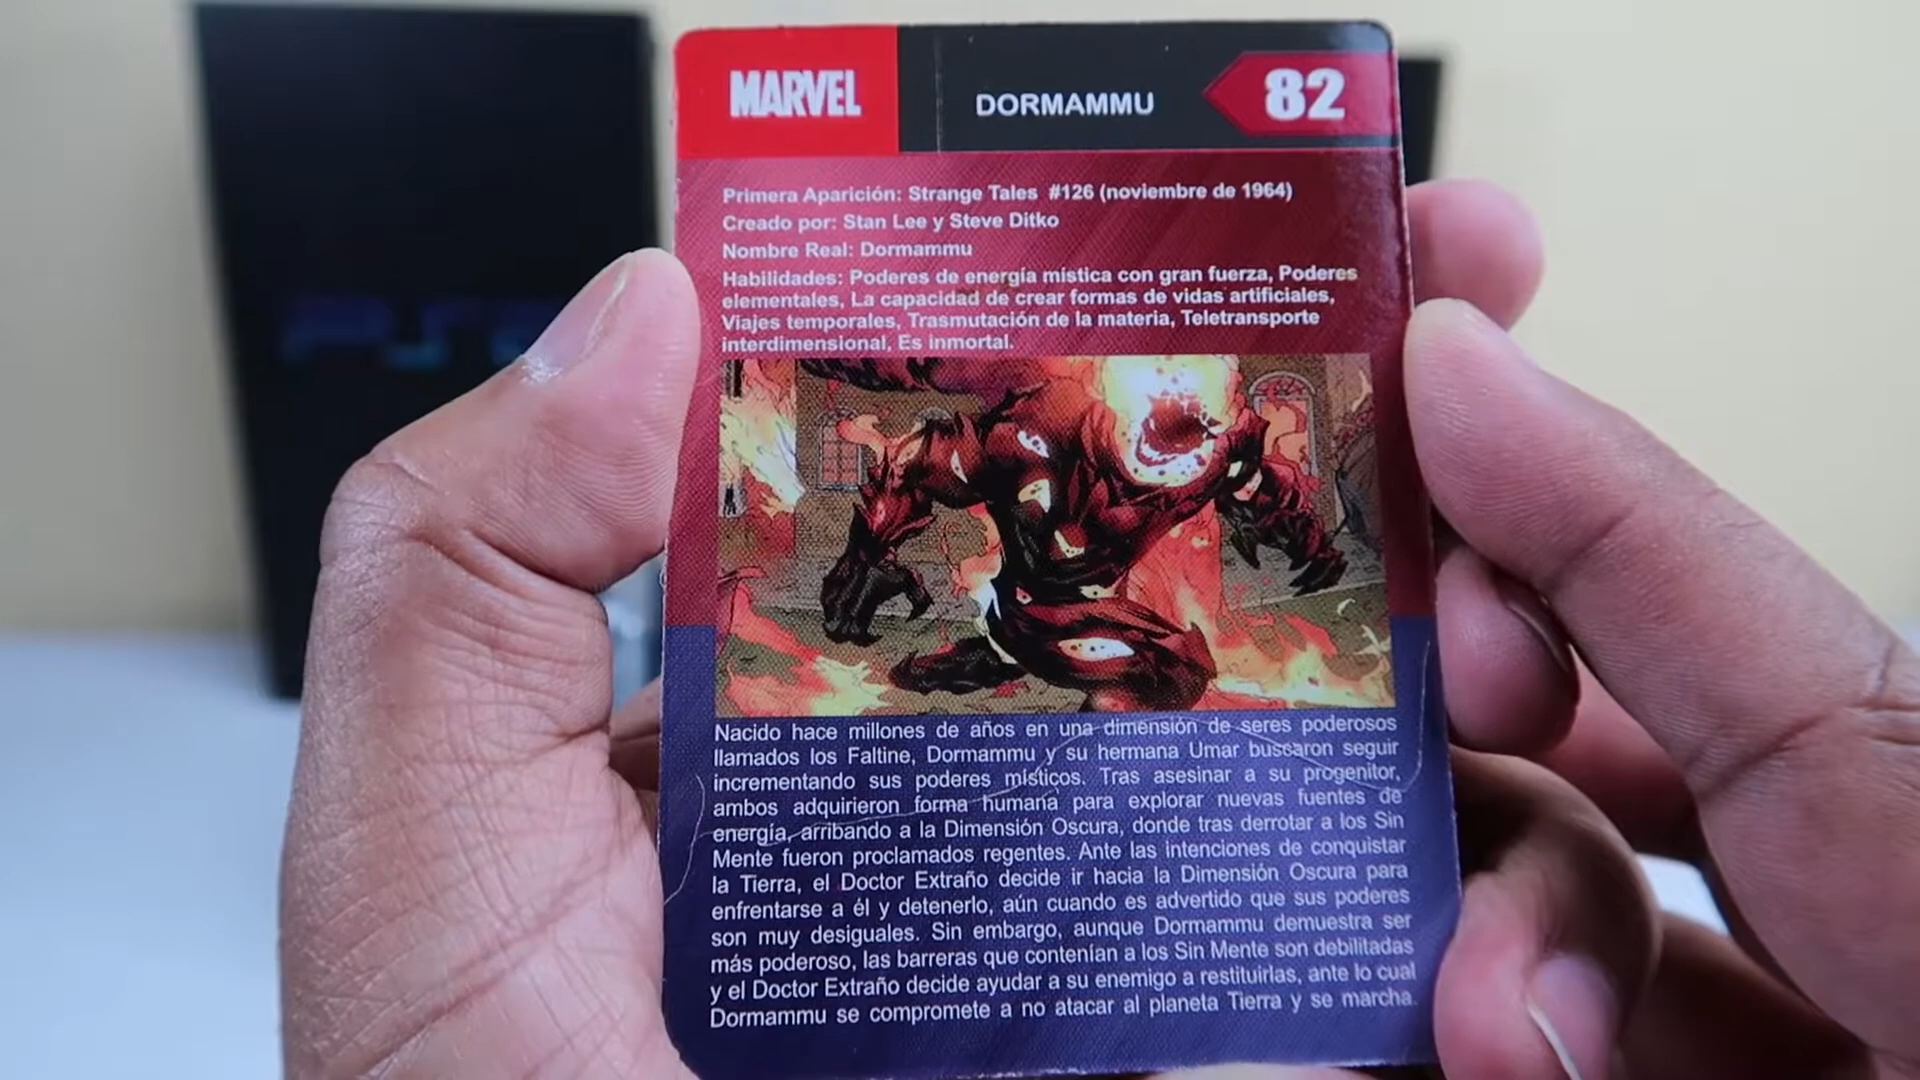 MARVEL
DORMAMMU
82
Primera Aparición: Strange Tales #126 (noviembre de 1964)
Creado por: Stan Lee y Steve Ditko
Nombre Real: Dormammu
Habilidades: Poderes de energía mística con gran fuerza, Poderes
elementales, La capacidad de crear formas de vidas artificiales,
Viajes temporales, Trasmutación de la materia, Teletransporte
interdimensional, Es inmortal.
Nacido hace millones de años en una dimensión de seres poderosos
llamados los Faltine, Dormammu y su hermana Umar buscaron seguir
incrementando sus poderes místicos. Tras asesinar a su progenitor,
ambos adquirieron forma humana para explorar nuevas fuentes de
energía, arribando a la Dimensión Oscura, donde tras derrotar a los Sin
Mente fueron proclamados regentes. Ante las intenciones de conquistar
la Tierra, el Doctor Extraño decide ir hacia la Dimensión Oscura para
enfrentarse a él y detenerlo, aún cuando es advertido que sus poderes
son muy desiguales. Sin embargo, aunque Dormammu demuestra ser
más poderoso, las barreras que contenían a los Sin Mente son debilitadas
y el Doctor Extraño decide ayudar a su enemigo a restituirlas, ante lo cual
Dormammu se compromete a no atacar al planeta Tierra y se marcha.